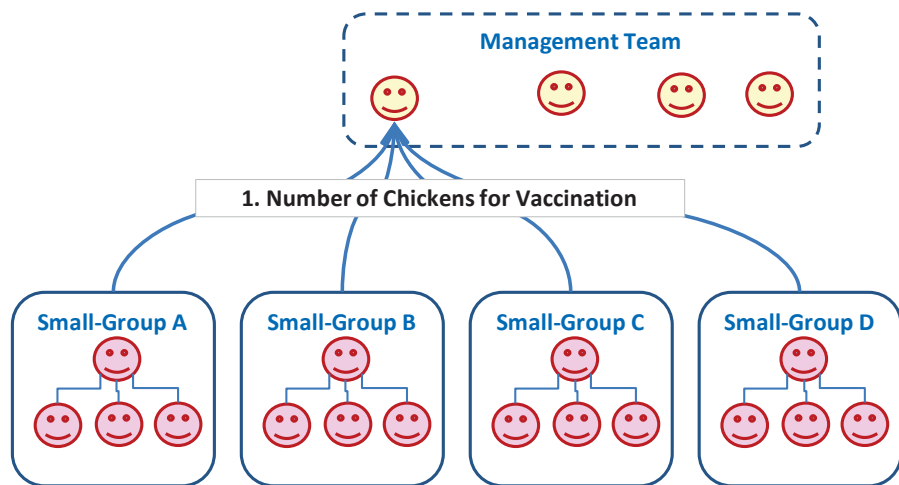 Management Team
1. Number of Chickens for Vaccination
Small-Group A
Small-Group B
Small-Group C
Small-Group D